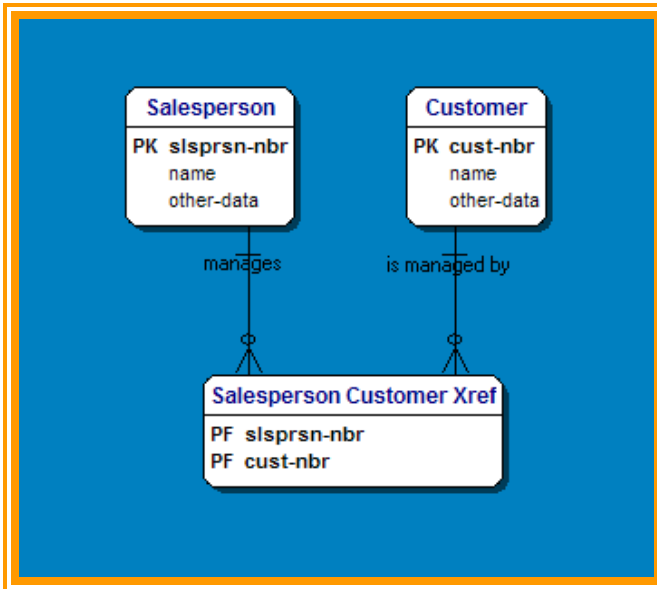 Salesperson
PK slsprsn-nbr
name
other-data
Customer
PK cust-nbr
name
other-data
manages
is managed by
Salesperson Customer Xref
PF slsprsn-nbr
PF cust-nbr